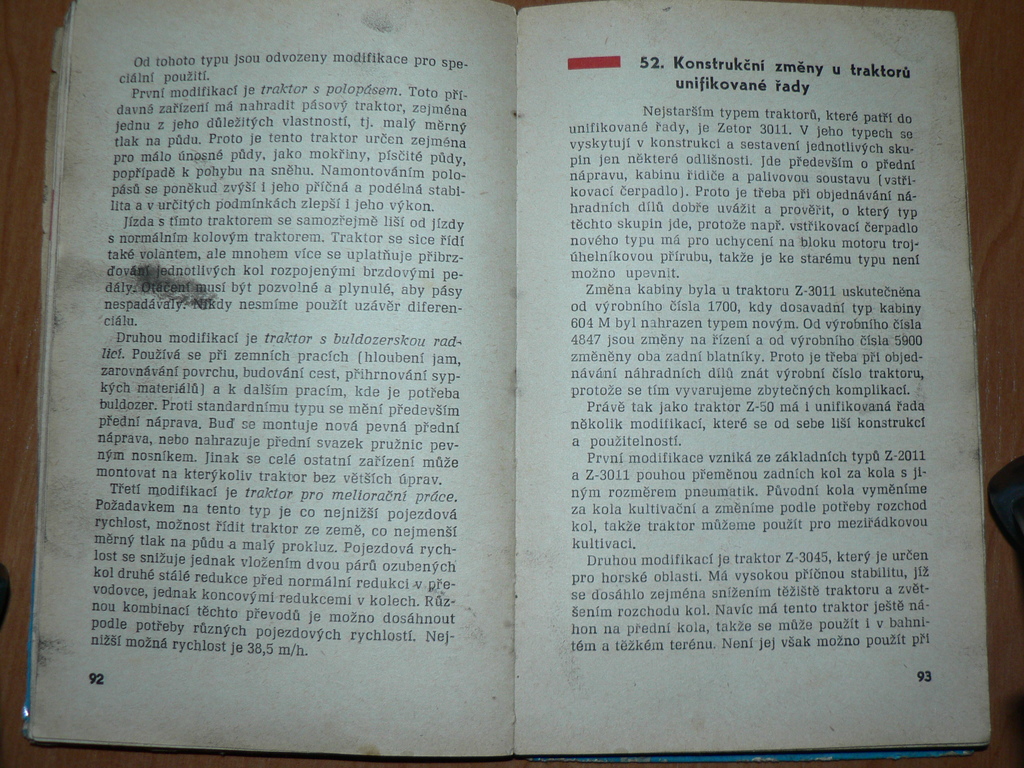 Od tohoto typu jsou odvozeny modifikace pro spe-
ciální použití.
První modifikací je traktor s polopásem. Toto pří-
davné zařízení má nahradit pásový traktor, zejména
jednu z jeho důležitých vlastností, tj. malý měrný
tlak na půdu. Proto je tento traktor určen zejména
pro málo únosné půdy, jako mokřiny, písčité půdy,
popřípadě k pohybu na sněhu. Namontováním polo-
pásů se poněkud zvýší i jeho příčná a podélná stabi-
lita a v určitých podmínkách zlepší i jeho výkon.
Jízda s tímto traktorem se samozřejmě liší od jízdy
s normálním kolovým traktorem. Traktor se sice řídí
také volantem, ale mnohem více se uplatňuje přibrz-
ďování jednotlivých kol rozpojenými brzdovými pe-
dály. Otáčení musí být pozvolné a plynulé, aby pásy
nespadávaly. Nikdy nesmíme použít uzávěr diferen-
ciálu.
Druhou modifikací je traktor s buldozerskou rad-
licí. Používá se při zemních pracích (hloubení jam,
zarovnávání povrchu, budování cest, přihrnování syp-
kých materiálů) a k dalším pracím, kde je potřeba
buldozer. Proti standardnímu typu se mění především
přední náprava. Buď se montuje nová pevná přední
náprava, nebo nahrazuje přední svazek pružnic pev-
ným nosníkem. Jinak se celé ostatní zařízení může
montovat na kterýkoliv traktor bez větších úprav.
Třetí modifikací je traktor pro meliorační práce.
Požadavkem na tento typ je co nejnižší pojezdová
rychlost, možnost řídit traktor ze země, co nejmenší
měrný tlak na půdu a malý prokluz. Pojezdová rych-
lost se snižuje jednak vložením dvou párů ozubených
kol druhé stálé redukce před normální redukci v pře-
vodovce, jednak koncovými redukcemi v kolech. Růz-
nou kombinací těchto převodů je možno dosáhnout
podle potřeby různých pojezdových rychlostí. Nej-
nižší možná rychlost je 38,5 m/h.
92
52. Konstrukční změny u traktorů
unifikované řady
Nejstarším typem traktorů, které patří do
unifikované řady, je Zetor 3011. V jeho typech se
vyskytují v konstrukci a sestavení jednotlivých sku-
pin jen některé odlišnosti. Jde především o přední
nápravu, kabinu řidiče a palivovou soustavu (vstři-
kovací čerpadlo). Proto je třeba při objednávání ná-
hradních dílů dobře uvážit a prověřit, o který typ
těchto skupin jde, protože např. vstřikovací čerpadlo
nového typu má pro uchycení na bloku motoru troj-
úhelníkovou přírubu, takže je ke starému typu není
možno upevnit.
Změna kabiny byla u traktoru Z-3011 uskutečněna
od výrobního čísla 1700, kdy dosavadní typ kabiny
604 M byl nahrazen typem novým. Od výrobního čísla
4847 jsou změny na řízení a od výrobního čísla 5900
změněny oba zadní blatníky. Proto je třeba při objed-
návání náhradních dílů znát výrobní číslo traktoru,
protože se tím vyvarujeme zbytečných komplikací.
Právě tak jako traktor Z-50 má i unifikovaná řada
několik modifikací, které se od sebe liší konstrukcí
a použitelností.
První modifikace vzniká ze základních typů Z-2011
a Z-3011 pouhou přeměnou zadních kol za kola s ji-
ným rozměrem pneumatik. Původní kola vyměníme
za kola kultivační a změníme podle potřeby rozchod
kol, takže traktor můžeme použít pro meziřádkovou
kultivaci.
Druhou modifikací je traktor Z-3045, který je určen
pro horské oblasti. Má vysokou příčnou stabilitu, jíž
se dosáhlo zejména snížením těžiště traktoru a zvět-
šením rozchodu kol. Navíc má tento traktor ještě ná-
hon na přední kola, takže se může použít i v bahni-
tém a těžkém terénu. Není jej však možno použít při
93